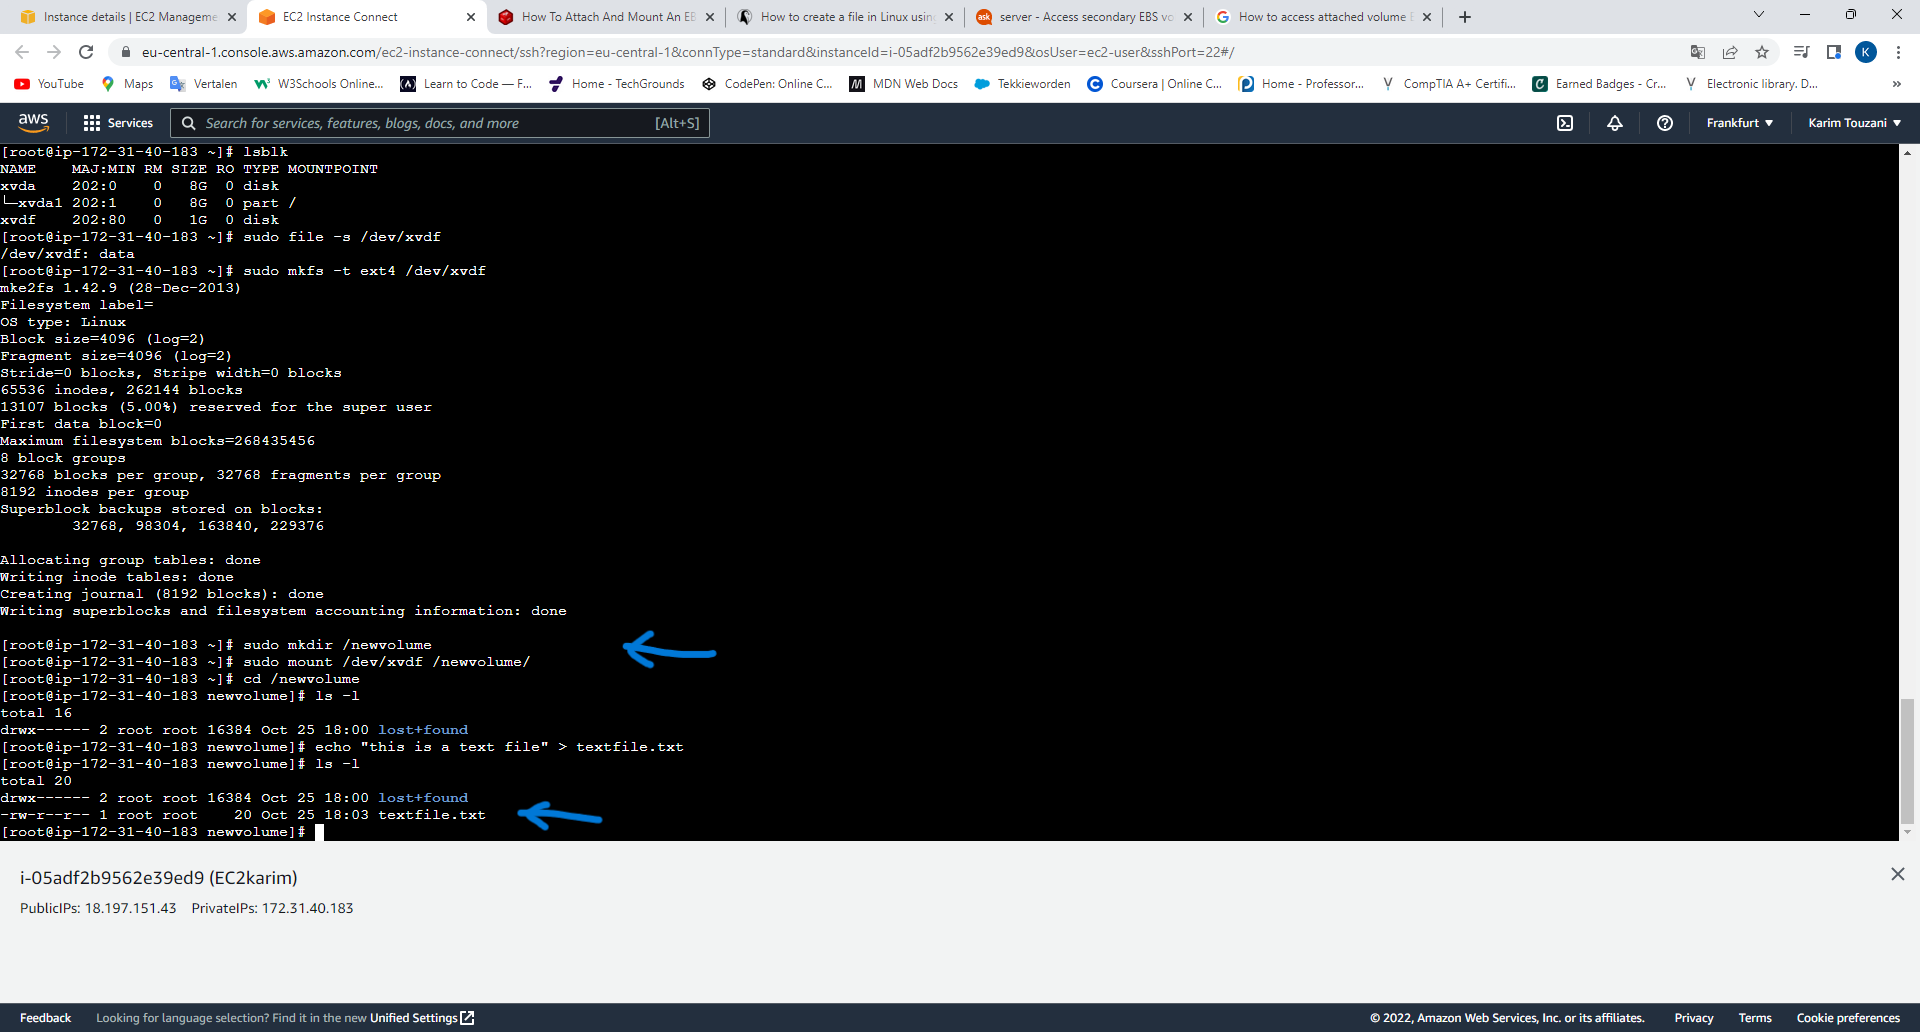 Instance details | EC2 Manageme
EC2 Instance Connect
How To Attach And Mount An EB
How to create a file in Linux usin
ask
server - Access secondary EBS vo
How to access attached volume E
eu-central-1.console.aws.amazon.com/ec2-instance-connect/ssh?region=eu-central-1&connType=standard&instanceId=i-05adf2b9562e39ed9&osUser=ec2-user&sshPort=22#/
K
YouTube
Maps
Vertalen
W3Schools Online...
Learn to Code — F...
Home - TechGrounds
CodePen: Online C...
MDN Web Docs
Tekkieworden
Coursera | Online C...
Home - Professor...
CompTIA A+ Certifi...
Earned Badges - Cr...
Electronic library. D...
»
aws
Services
Search for services, features, blogs, docs, and more
[Alt+S]
Frankfurt
Karim Touzani
[root@ip-172-31-40-183 ~]# lsblk
NAME    MAJ:MIN RM SIZE RO TYPE MOUNTPOINT
xvda    202:0    0   8G  0 disk
└─xvda1 202:1    0   8G  0 part /
xvdf    202:80   0   1G  0 disk
[root@ip-172-31-40-183 ~]# sudo file -s /dev/xvdf
/dev/xvdf: data
[root@ip-172-31-40-183 ~]# sudo mkfs -t ext4 /dev/xvdf
mke2fs 1.42.9 (28-Dec-2013)
Filesystem label=
OS type: Linux
Block size=4096 (log=2)
Fragment size=4096 (log=2)
Stride=0 blocks, Stripe width=0 blocks
65536 inodes, 262144 blocks
13107 blocks (5.00%) reserved for the super user
First data block=0
Maximum filesystem blocks=268435456
8 block groups
32768 blocks per group, 32768 fragments per group
8192 inodes per group
Superblock backups stored on blocks:
        32768, 98304, 163840, 229376
Allocating group tables: done
Writing inode tables: done
Creating journal (8192 blocks): done
Writing superblocks and filesystem accounting information: done
[root@ip-172-31-40-183 ~]# sudo mkdir /newvolume
[root@ip-172-31-40-183 ~]# sudo mount /dev/xvdf /newvolume/
[root@ip-172-31-40-183 ~]# cd /newvolume
[root@ip-172-31-40-183 newvolume]# ls -l
total 16
drwx------ 2 root root 16384 Oct 25 18:00 lost+found
[root@ip-172-31-40-183 newvolume]# echo "this is a text file" > textfile.txt
[root@ip-172-31-40-183 newvolume]# ls -l
total 20
drwx------ 2 root root 16384 Oct 25 18:00 lost+found
-rw-r--r-- 1 root root    20 Oct 25 18:03 textfile.txt
[root@ip-172-31-40-183 newvolume]#
i-05adf2b9562e39ed9 (EC2karim)
PublicIPs: 18.197.151.43 PrivateIPs: 172.31.40.183
Feedback
Looking for language selection? Find it in the new Unified Settings
© 2022, Amazon Web Services, Inc. or its affiliates.
Privacy
Terms
Cookie preferences